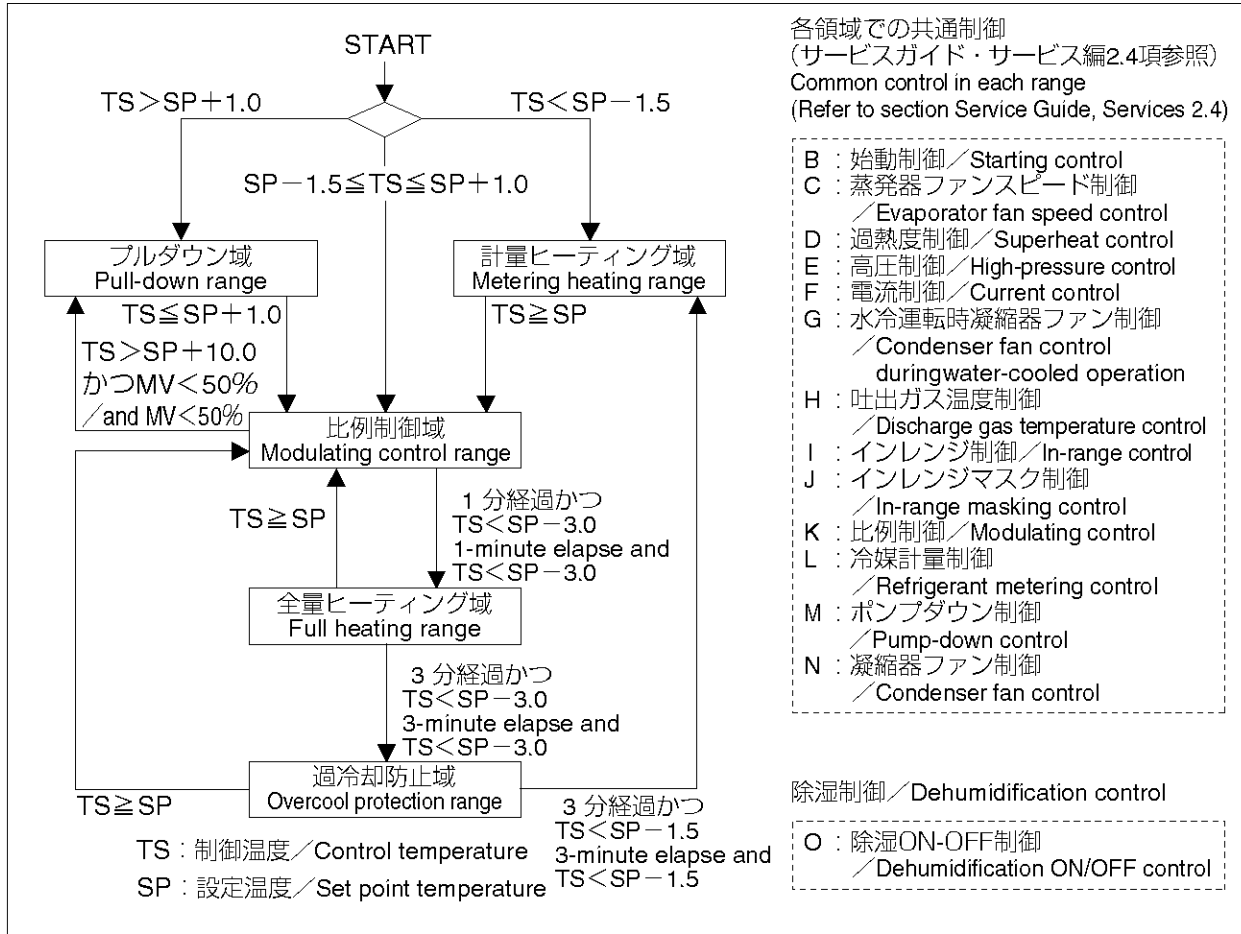 START
TS＞SP＋1.0
TS＜SP－1.5
SP－1.5≦TS≦SP＋1.0
プルダウン域
Pull-down range
計量ヒーティング域
Metering heating range
TS≦SP＋1.0
TS≧SP
TS＞SP＋10.0
かつMV＜50%
／and MV＜50%
比例制御域
Modulating control range
TS≧SP
1 分経過かつ
TS＜SP－3.0
1-minute elapse and
TS＜SP－3.0
全量ヒーティング域
Full heating range
3 分経過かつ
TS＜SP－3.0
3-minute elapse and
TS＜SP－3.0
過冷却防止域
Overcool protection range
TS≧SP
3 分経過かつ
TS＜SP－1.5
3-minute elapse and
TS＜SP－1.5
TS：制御温度／Control temperature
SP：設定温度／Set point temperature
各領域での共通制御
（サービスガイド・サービス編2.4項参照）
Common control in each range
(Refer to section Service Guide, Services 2.4)
B：始動制御／Starting control
C：蒸発器ファンスピード制御
／Evaporator fan speed control
D：過熱度制御／Superheat control
E：高圧制御／High-pressure control
F：電流制御／Current control
G：水冷運転時凝縮器ファン制御
／Condenser fan control
duringwater-cooled operation
H：吐出ガス温度制御
／Discharge gas temperature control
I：インレンジ制御／In-range control
J：インレンジマスク制御
／In-range masking control
K：比例制御／Modulating control
L：冷媒計量制御
／Refrigerant metering control
M：ポンプダウン制御
／Pump-down control
N：凝縮器ファン制御
／Condenser fan control
除湿制御／Dehumidification control
O：除湿ON-OFF制御
／Dehumidification ON/OFF control